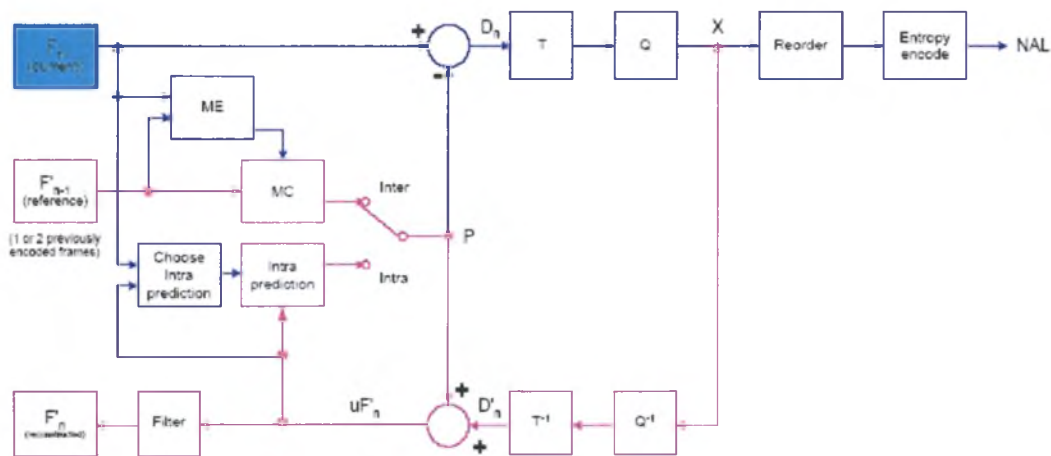 Fn
(current)
+
Dn
T
Q
X
Reorder
Entropy
encode
NAL
-
ME
F'n-1
(reference)
(1 or 2 previously
encoded frames)
MC
Inter
P
Choose
Intra
prediction
Intra
prediction
Intra
F'n
(reconstructed)
Filter
uF'n
+
D'n
+
T-1
Q-1